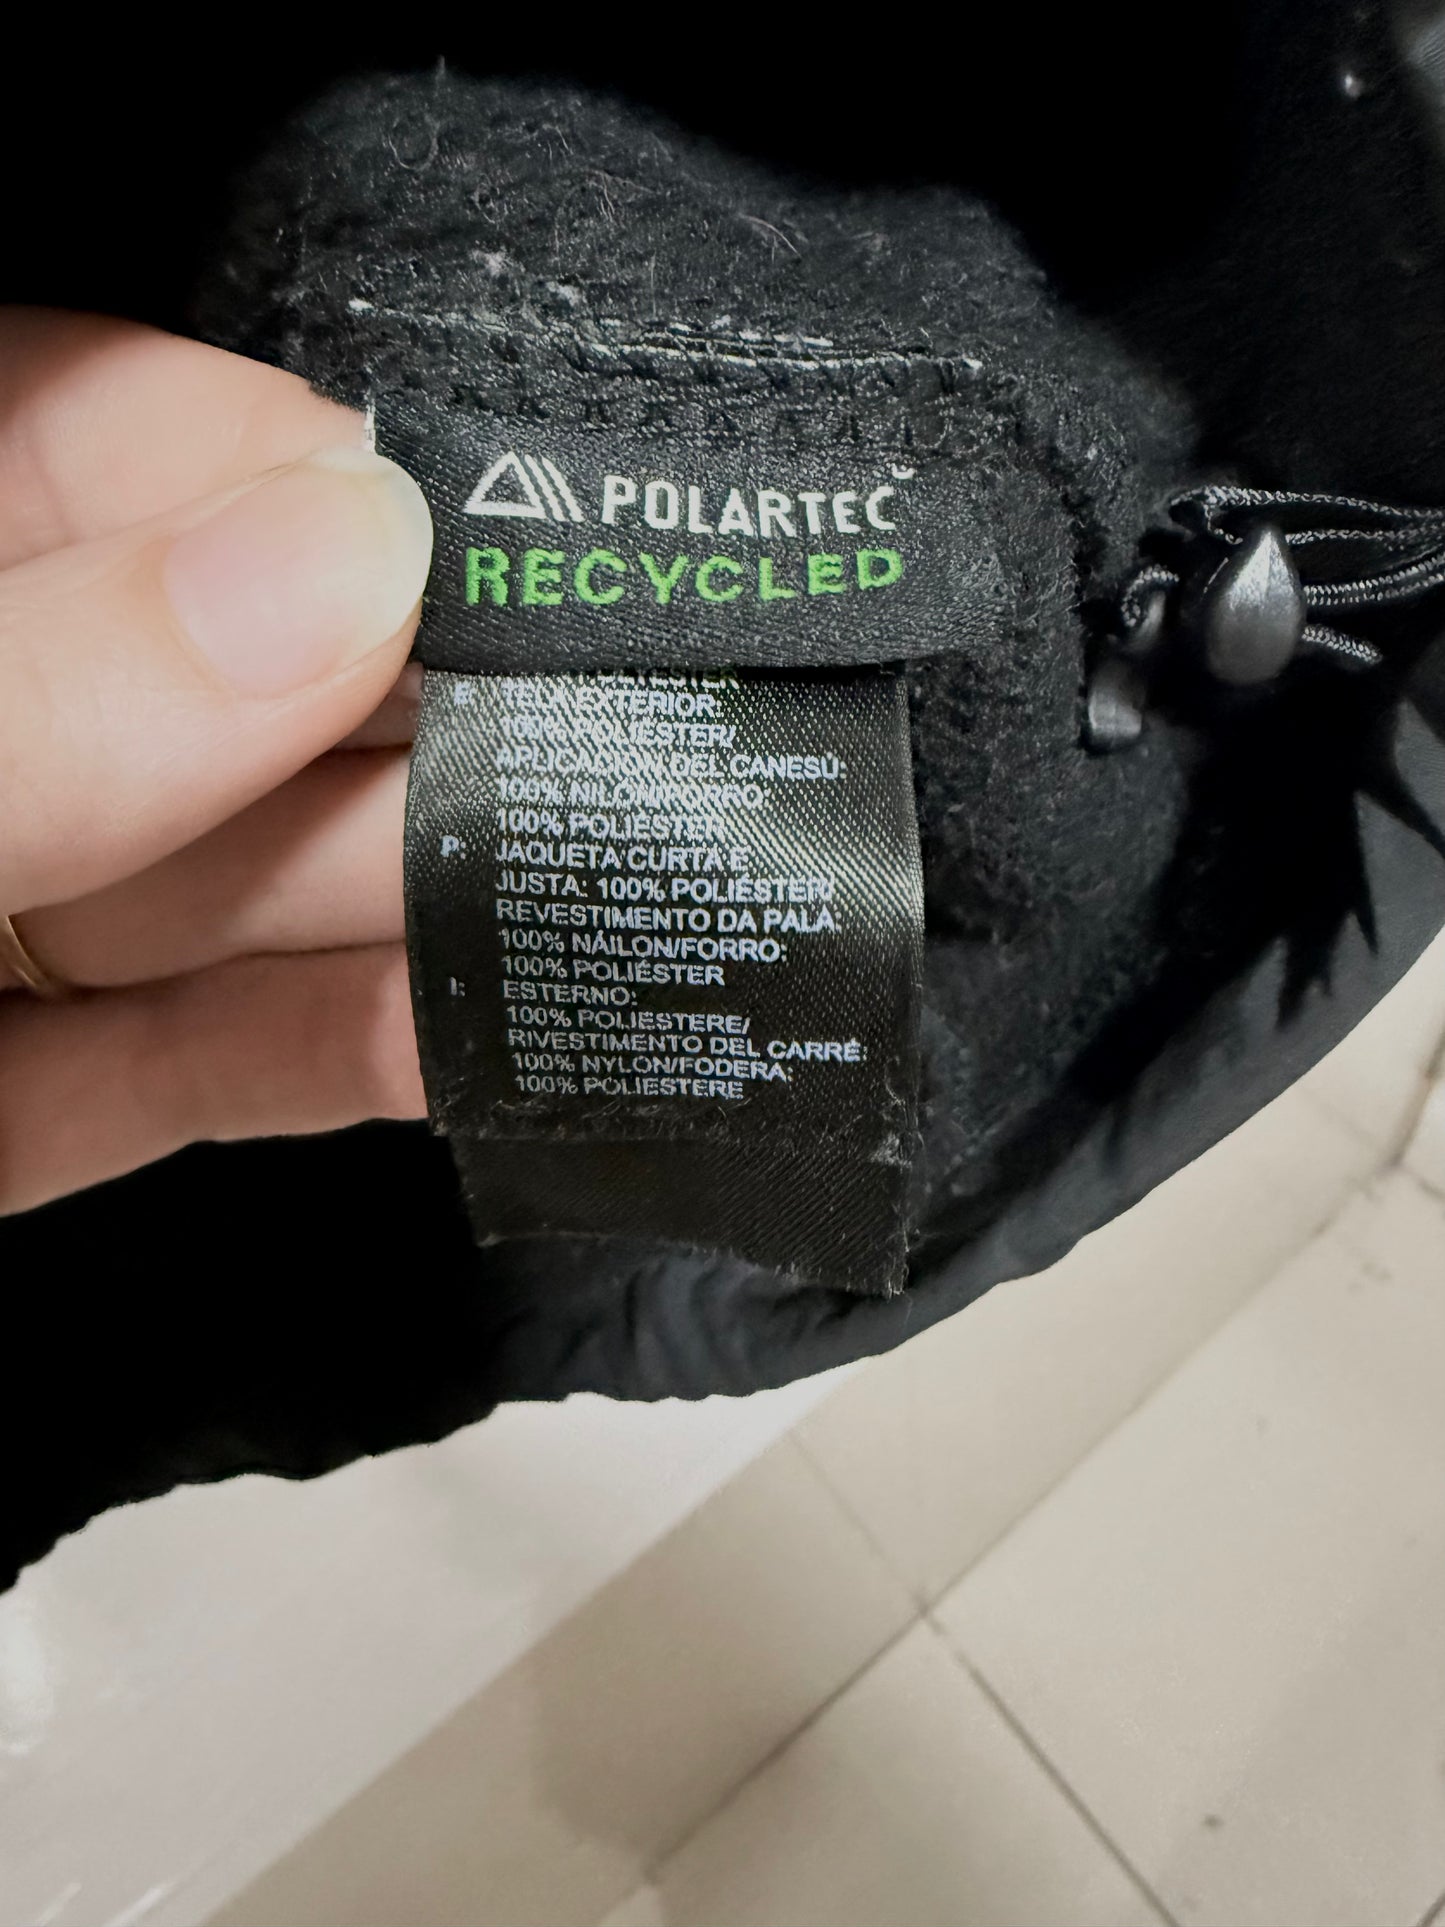 POLARTEC
RECYCLED
E: TELA EXTERIOR:
100% POLIÉSTER/
APLICACIÓN DEL CANESÚ:
100% NILÓN/FORRO:
100% POLIÉSTER
P: JAQUETA CURTA E
JUSTA: 100% POLIÉSTER/
REVESTIMENTO DA PALA:
100% NÁILON/FORRO:
100% POLIÉSTER
I: ESTERNO:
100% POLIESTERE/
RIVESTIMENTO DEL CARRÉ:
100% NYLON/FODERA:
100% POLIESTERE